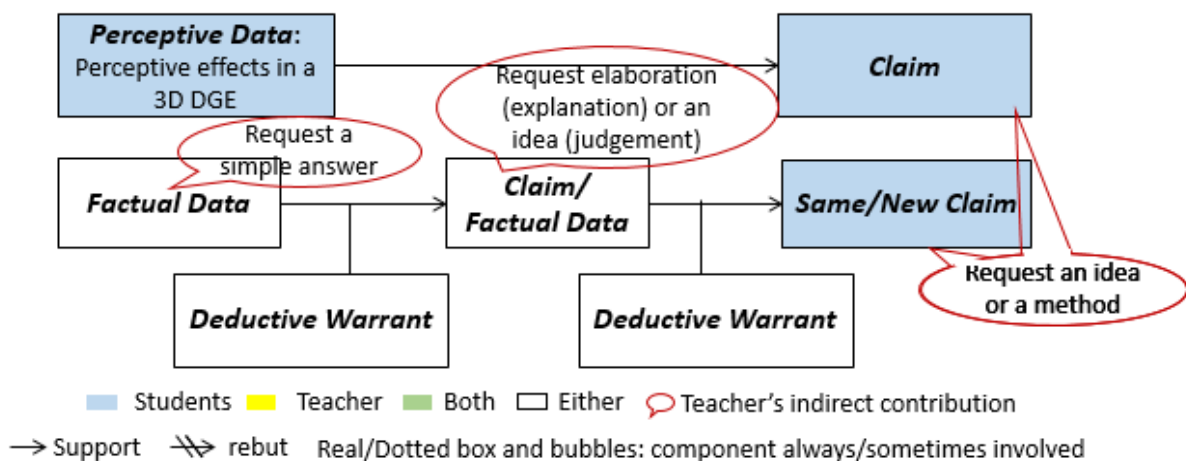 Perceptive Data:
Perceptive effects in a
3D DGE
Claim
Request elaboration
(explanation) or an
idea (judgement)
Request a
simple answer
Factual Data
Claim/
Factual Data
Same/New Claim
Request an idea
or a method
Deductive Warrant
Deductive Warrant
Students Teacher Both Either Teacher's indirect contribution
Support rebut Real/Dotted box and bubbles: component always/sometimes involved